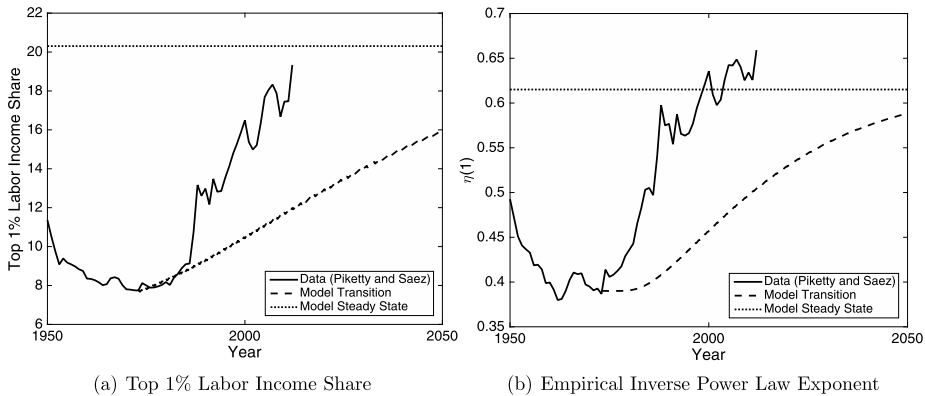 22
20
18
16
14
12
10
8
6
Top 1% Labor Income Share
1950
2000
2050
Year
Data (Piketty and Saez)
Model Transition
Model Steady State
(a) Top 1% Labor Income Share
0.7
0.65
0.6
0.55
0.5
0.45
0.4
0.35
η(1)
1950
2000
2050
Year
Data (Piketty and Saez)
Model Transition
Model Steady State
(b) Empirical Inverse Power Law Exponent